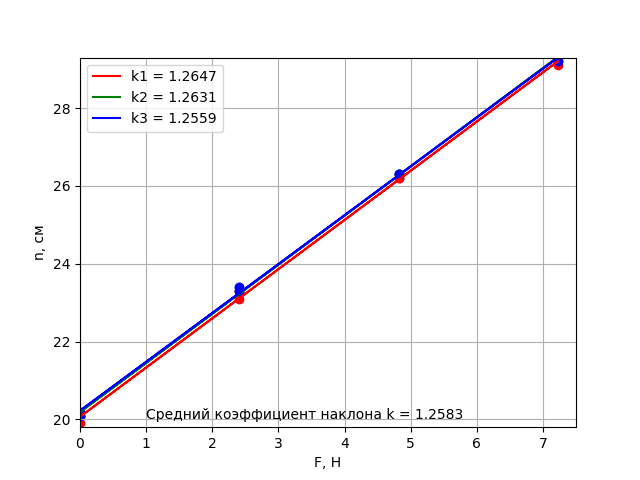 k1 = 1.2647
k2 = 1.2631
k3 = 1.2559
28
26
24
22
20
n, см
Средний коэффициент наклона k = 1.2583
0 1 2 3 4 5 6 7
F, Н